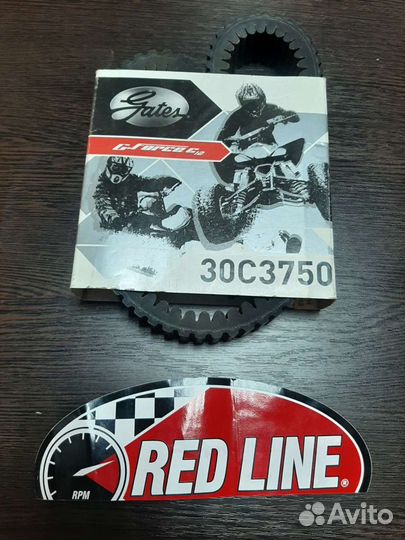 Gates
G-Force C12
30C3750
RED LINE®
RPM
Avito